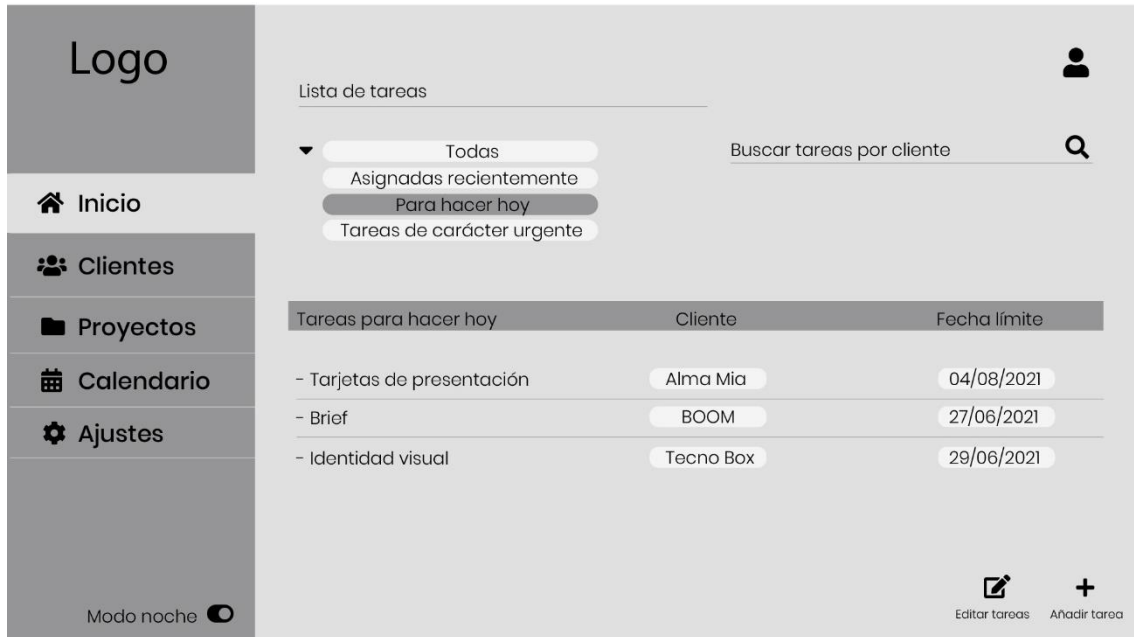 Logo
Lista de tareas
Todas
Buscar tareas por cliente
Asignadas recientemente
Para hacer hoy
Tareas de carácter urgente
Inicio
Clientes
Proyectos
Calendario
Ajustes
Tareas para hacer hoy Cliente Fecha límite
- Tarjetas de presentación Alma Mia 04/08/2021
- Brief BOOM 27/06/2021
- Identidad visual Tecno Box 29/06/2021
Modo noche
Editar tareas Añadir tarea